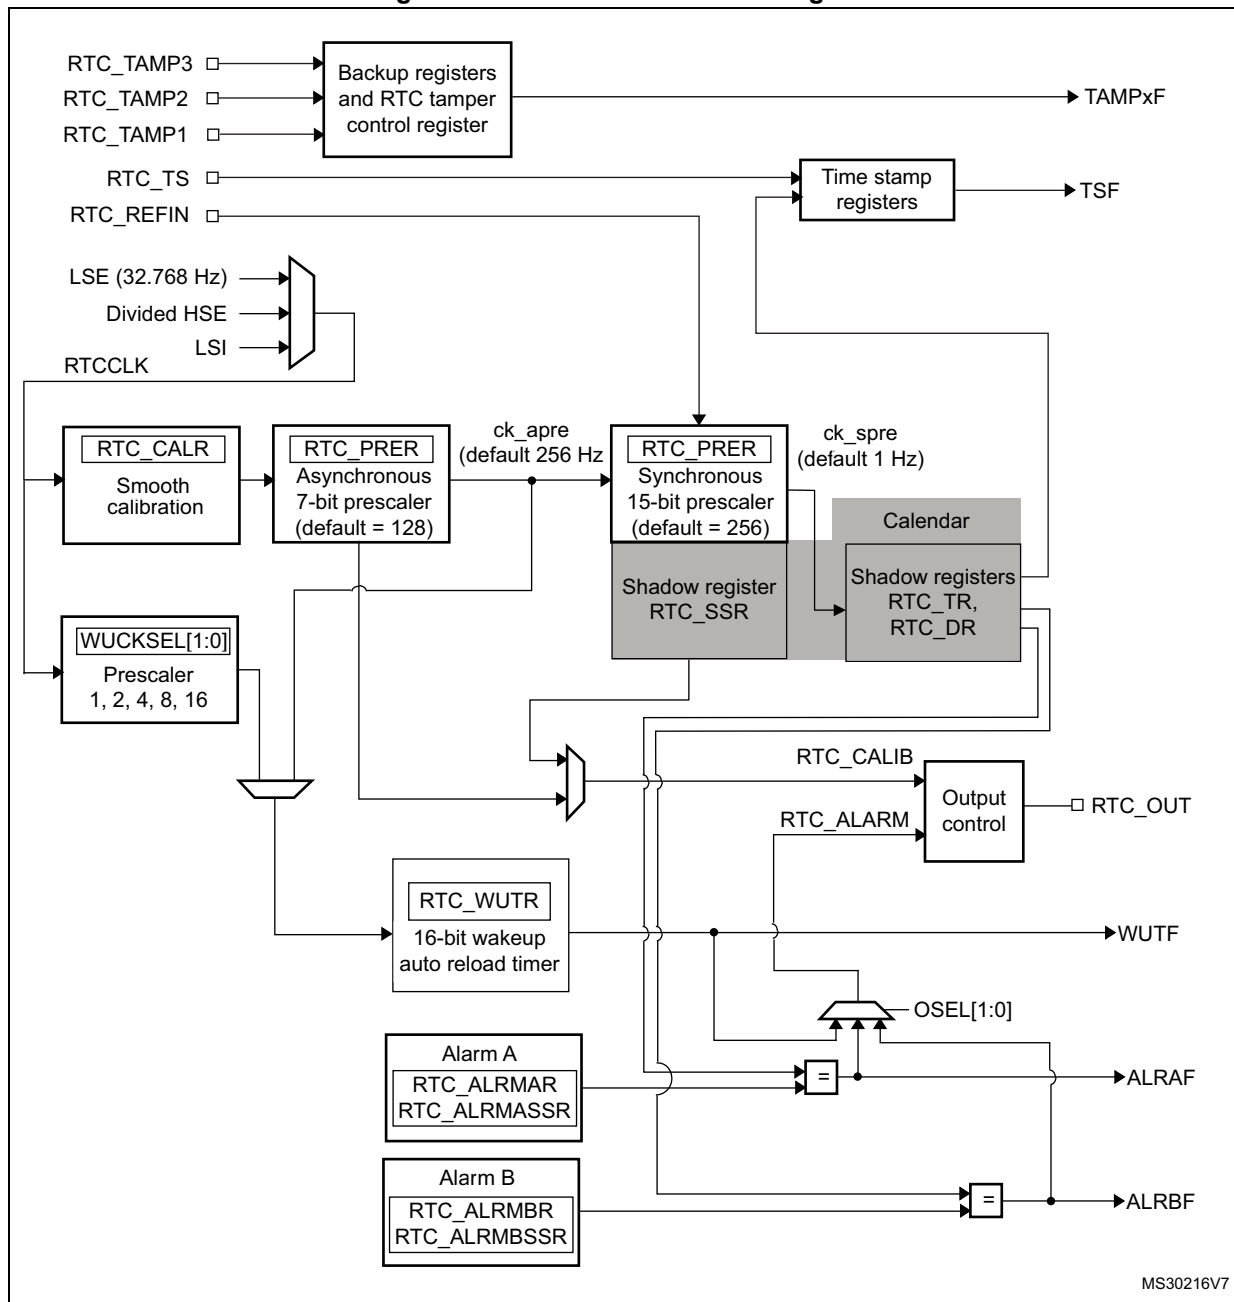 RTC_TAMP3
RTC_TAMP2
RTC_TAMP1
Backup registers
and RTC tamper
control register
TAMPxF
RTC_TS
RTC_REFIN
Time stamp
registers
TSF
LSE (32.768 Hz)
Divided HSE
LSI
RTCCLK
RTC_CALR
Smooth
calibration
RTC_PRER
Asynchronous
7-bit prescaler
(default = 128)
ck_apre
(default 256 Hz
RTC_PRER
Synchronous
15-bit prescaler
(default = 256)
ck_spre
(default 1 Hz)
Calendar
Shadow register
RTC_SSR
Shadow registers
RTC_TR,
RTC_DR
WUCKSEL[1:0]
Prescaler
1, 2, 4, 8, 16
RTC_CALIB
RTC_ALARM
Output
control
RTC_OUT
RTC_WUTR
16-bit wakeup
auto reload timer
WUTF
OSEL[1:0]
Alarm A
RTC_ALRMAR
RTC_ALRMASSR
=
ALRAF
Alarm B
RTC_ALRMBR
RTC_ALRMBSSR
=
ALRBF
MS30216V7